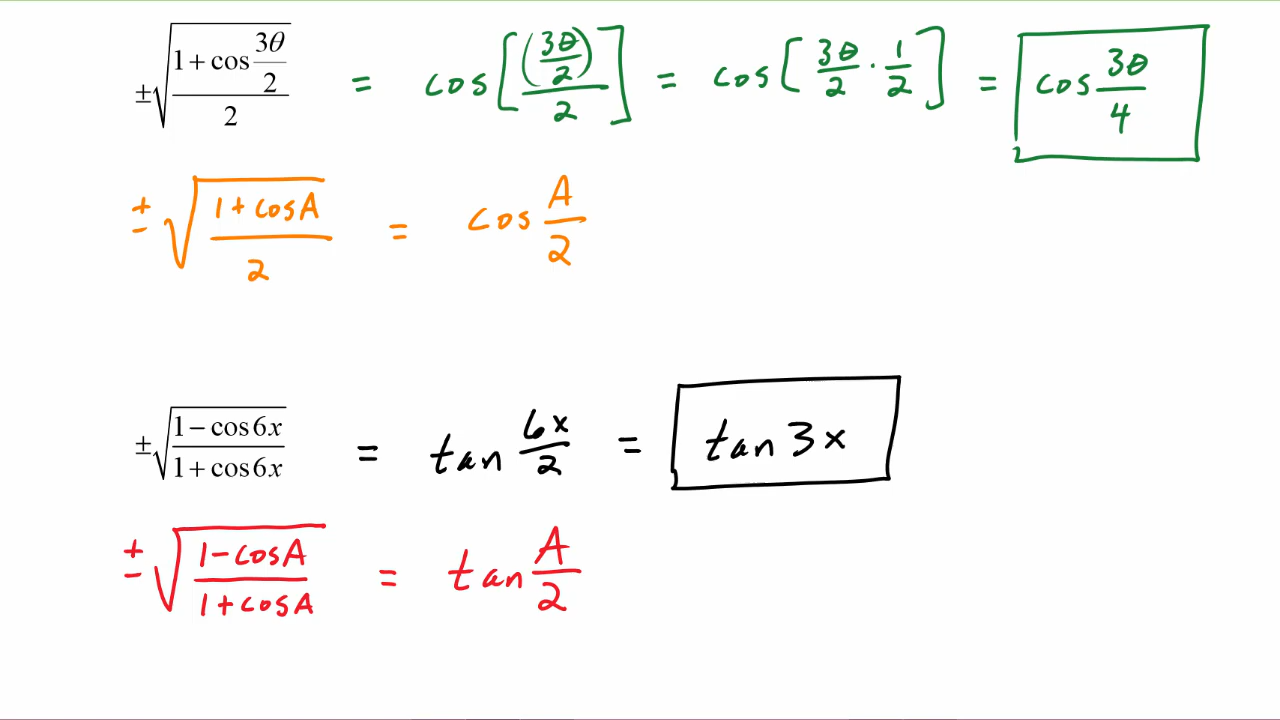 ±√((1 + cos(3θ/2))/2) = cos[(3θ/2)/2] = cos[3θ/2 · 1/2] = cos 3θ/4
±√((1 + cos A)/2) = cos A/2
±√((1 − cos 6x)/(1 + cos 6x)) = tan 6x/2 = tan 3x
±√((1 − cos A)/(1 + cos A)) = tan A/2